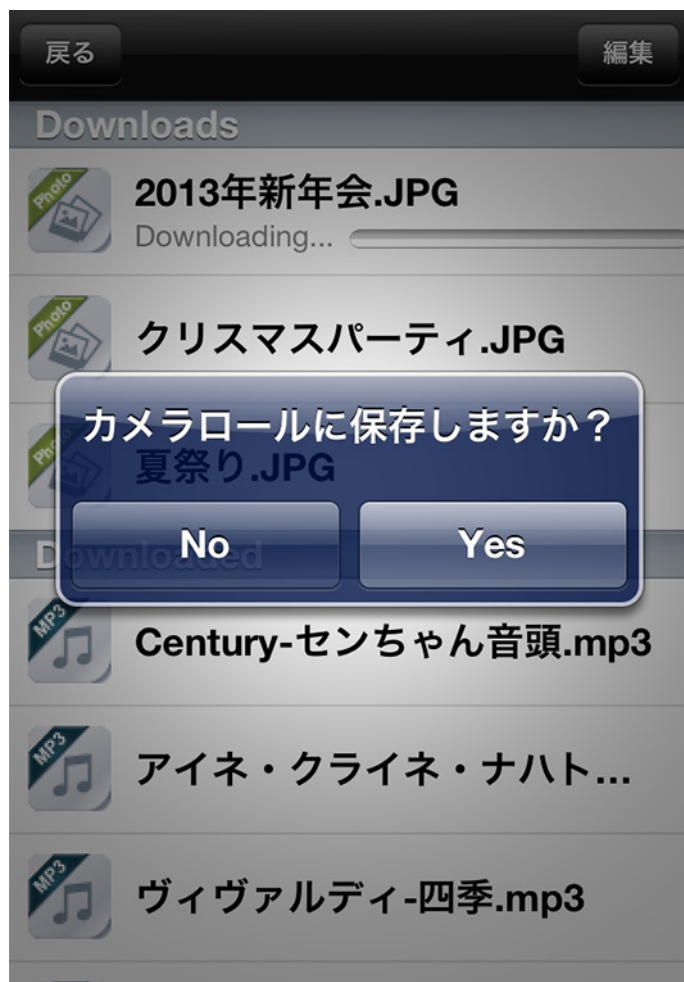 戻る
編集
Downloads
Photo
2013年新年会.JPG
Downloading...
Photo
クリスマスパーティ.JPG
カメラロールに保存しますか？
Photo
夏祭り.JPG
No
Yes
Downloaded
MP3
Century-センちゃん音頭.mp3
MP3
アイネ・クライネ・ナハト...
MP3
ヴィヴァルディ-四季.mp3